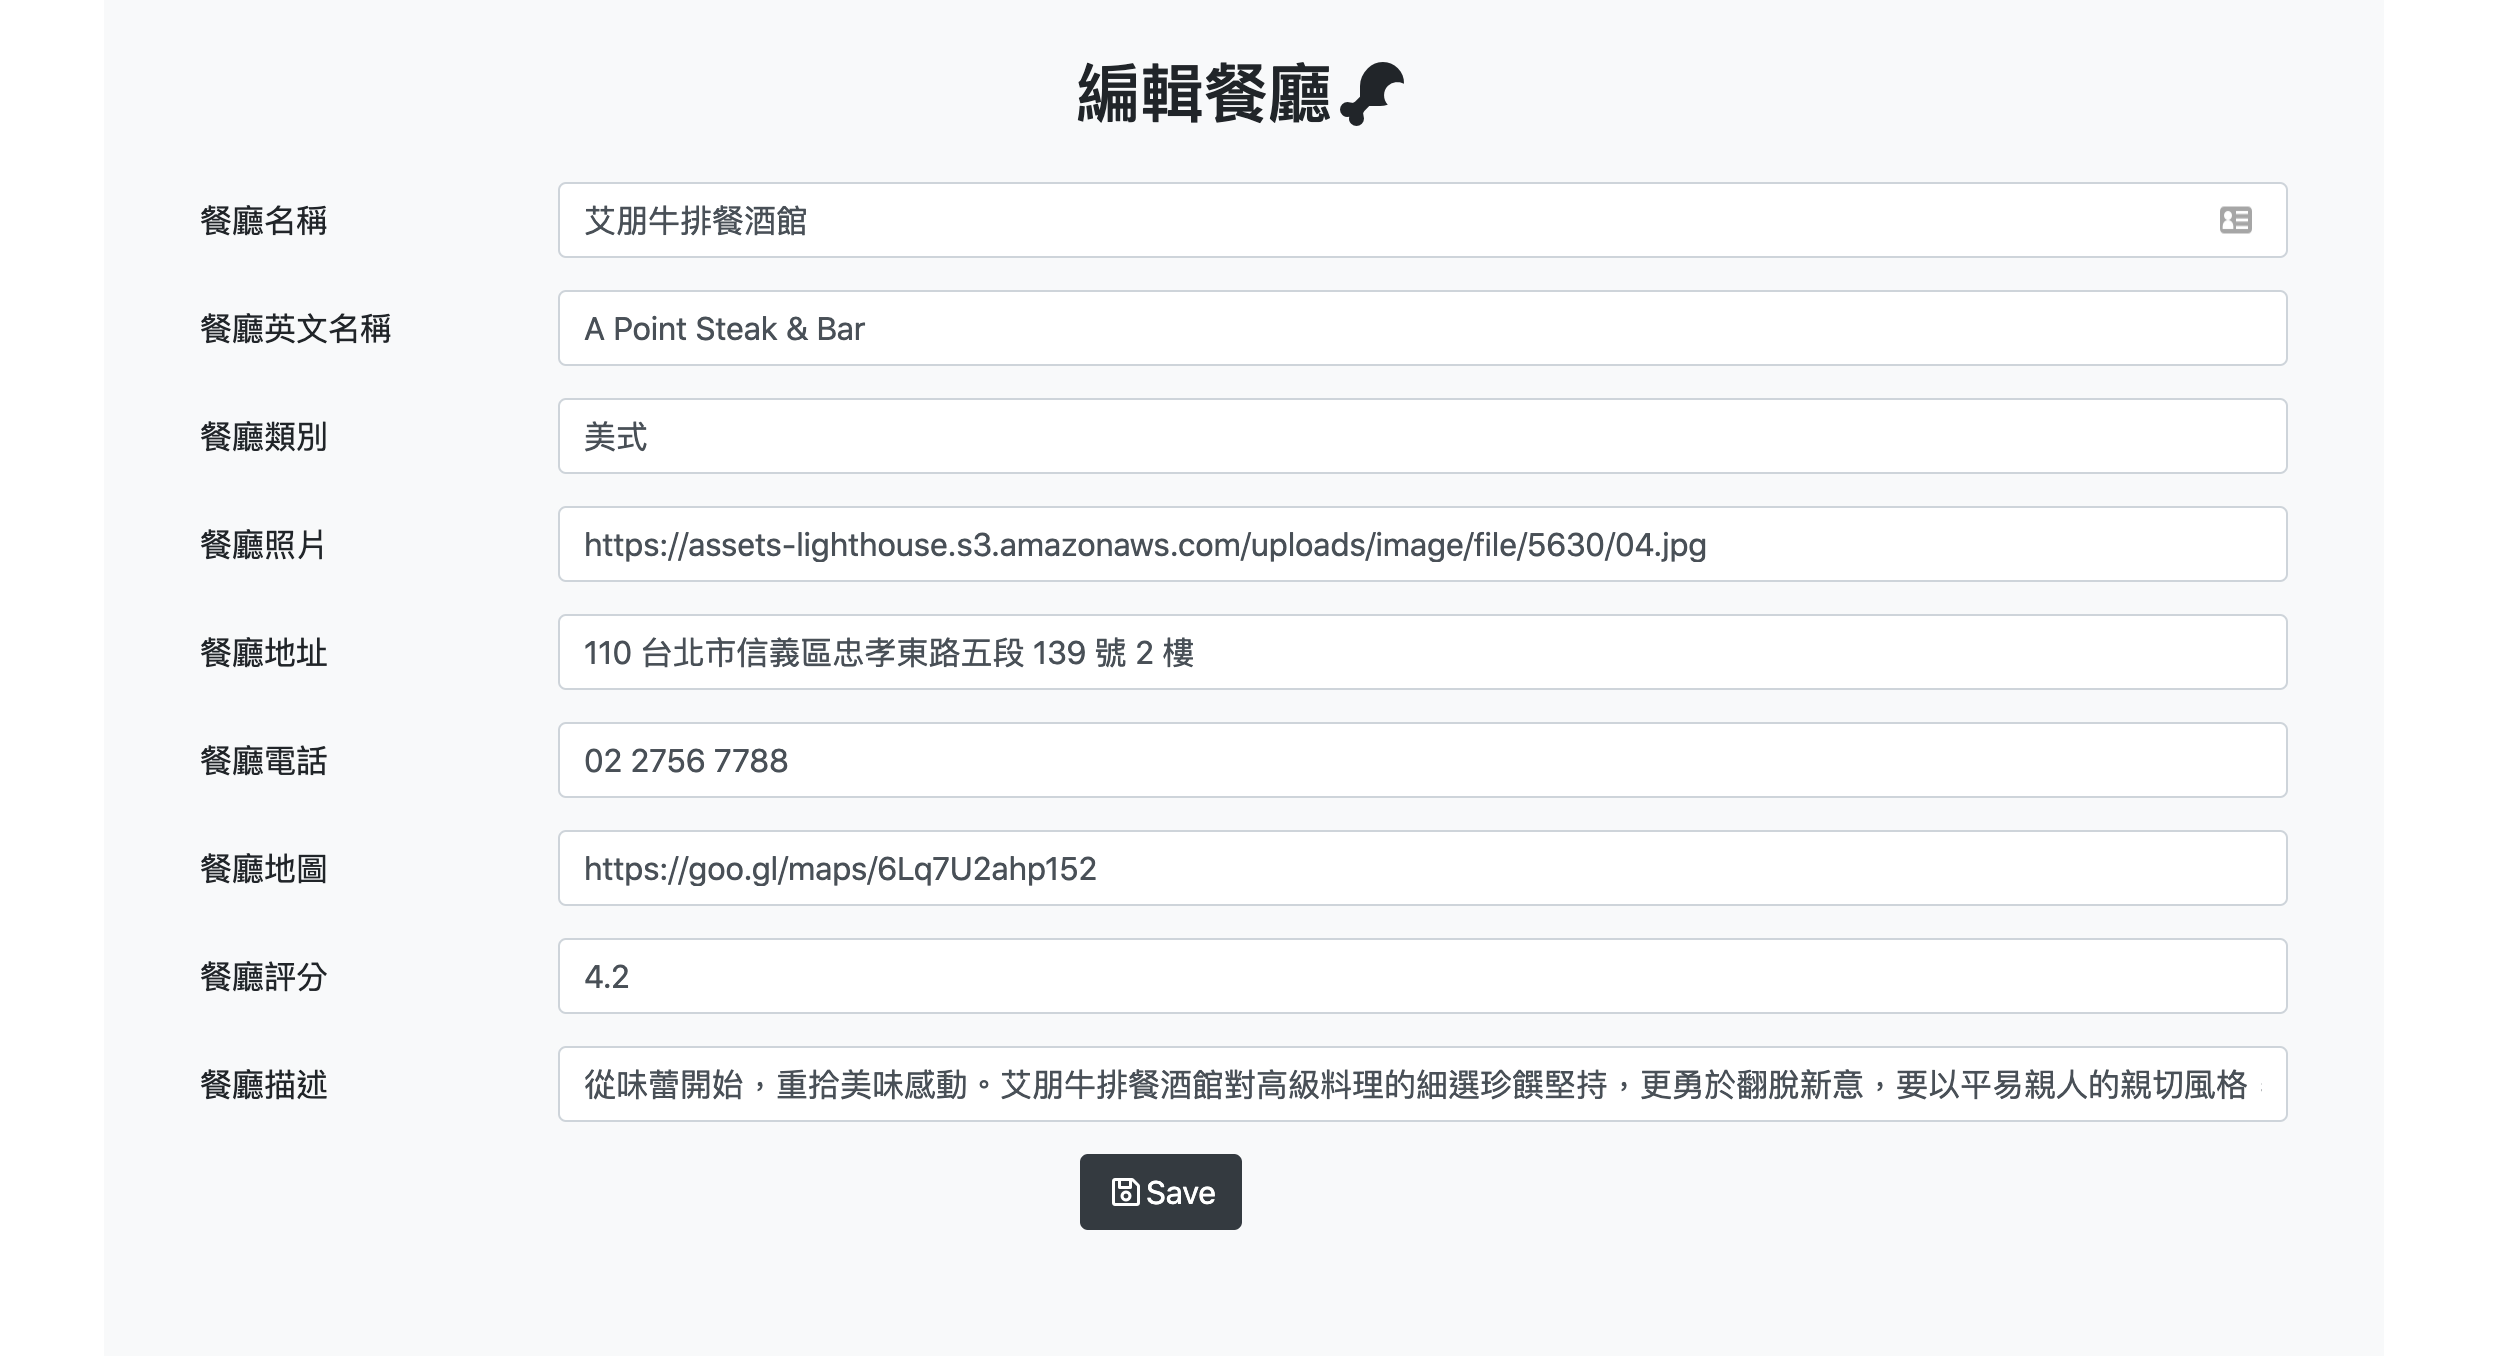 編輯餐廳
餐廳名稱
艾朋牛排餐酒館
餐廳英文名稱
A Point Steak & Bar
餐廳類別
美式
餐廳照片
https://assets-lighthouse.s3.amazonaws.com/uploads/image/file/5630/04.jpg
餐廳地址
110 台北市信義區忠孝東路五段 139 號 2 樓
餐廳電話
02 2756 7788
餐廳地圖
https://goo.gl/maps/6Lq7U2ahp152
餐廳評分
4.2
餐廳描述
從味蕾開始，重拾美味感動。艾朋牛排餐酒館對高級料理的細選珍饌堅持，更勇於翻脫新意，要以平易親人的親切風格
Save